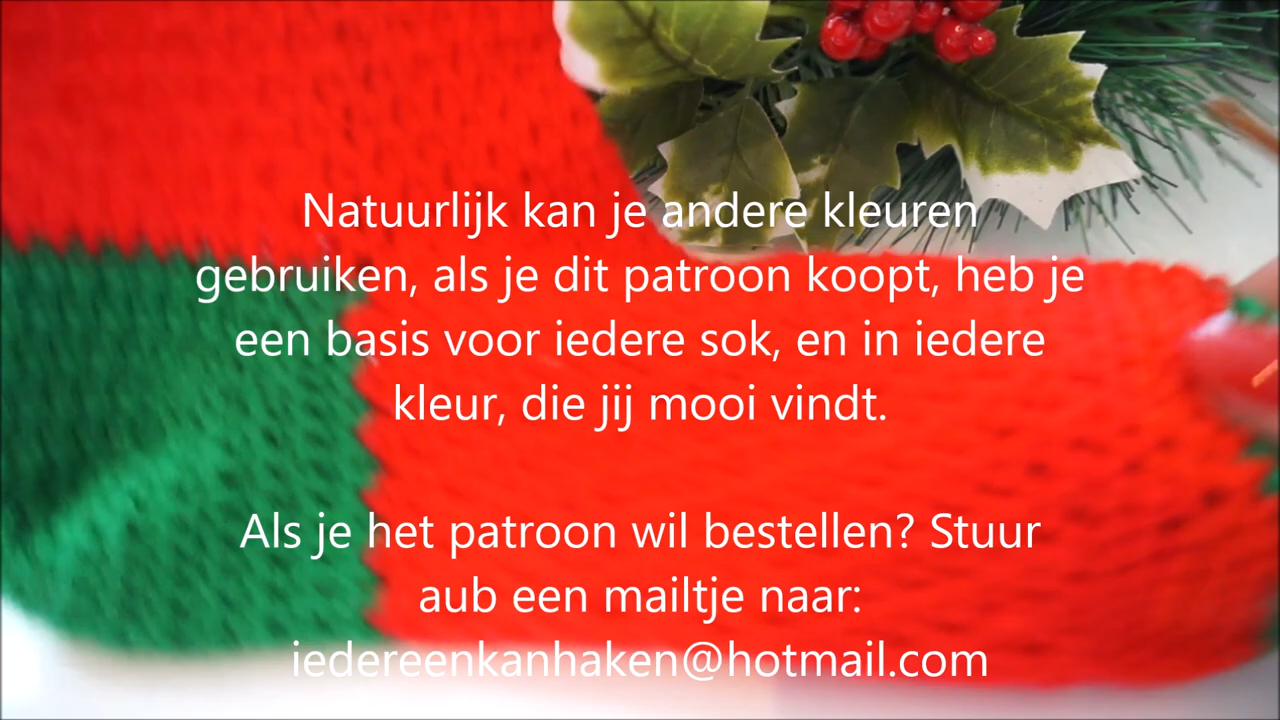 Natuurlijk kan je andere kleuren
gebruiken, als je dit patroon koopt, heb je
een basis voor iedere sok, en in iedere
kleur, die jij mooi vindt.
Als je het patroon wil bestellen? Stuur
aub een mailtje naar:
iedereenkanhaken@hotmail.com